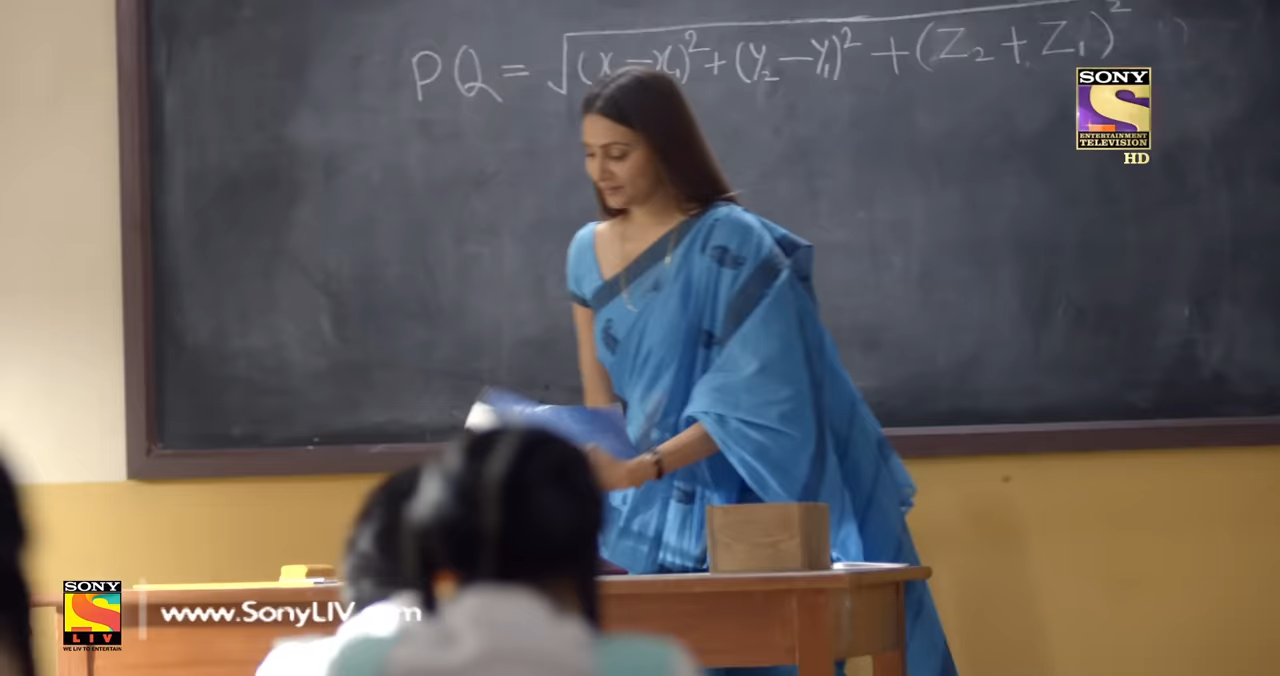 PQ = √(X_–X₁)² + (Y₂ – Y₁)² + (Z₂ + Z₁)²
SONY
ENTERTAINMENT
TELEVISION
HD
SONY
LIV
WE LIV TO ENTERTAIN
www.SonyLIV.com